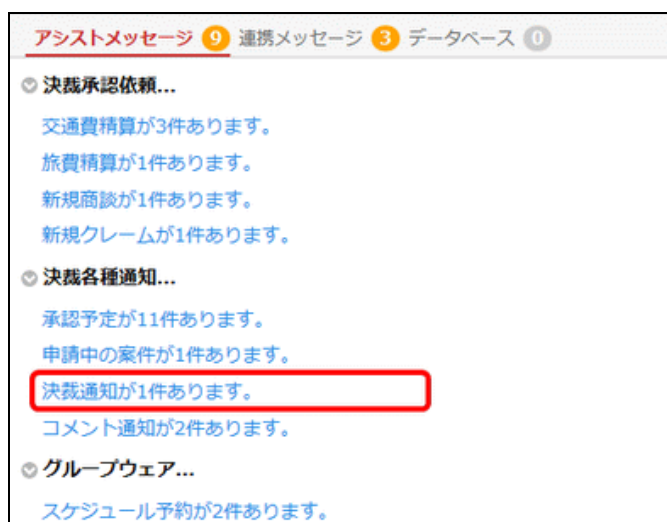 アシストメッセージ 9 連携メッセージ 3 データベース 0
決裁承認依頼...
交通費精算が3件あります。
旅費精算が1件あります。
新規商談が1件あります。
新規クレームが1件あります。
決裁各種通知...
承認予定が11件あります。
申請中の案件が1件あります。
決裁通知が1件あります。
コメント通知が2件あります。
グループウェア...
スケジュール予約が2件あります。